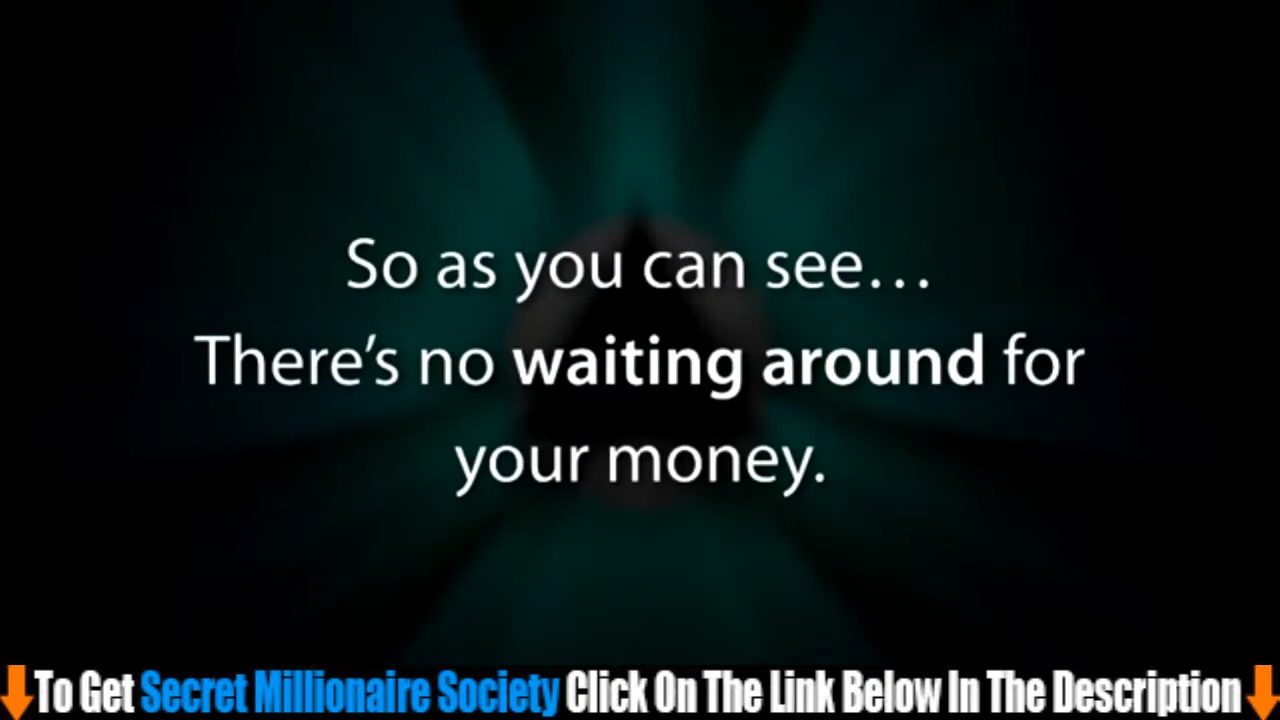 So as you can see…
There’s no waiting around for
your money.
To Get Secret Millionaire Society Click On The Link Below In The Description